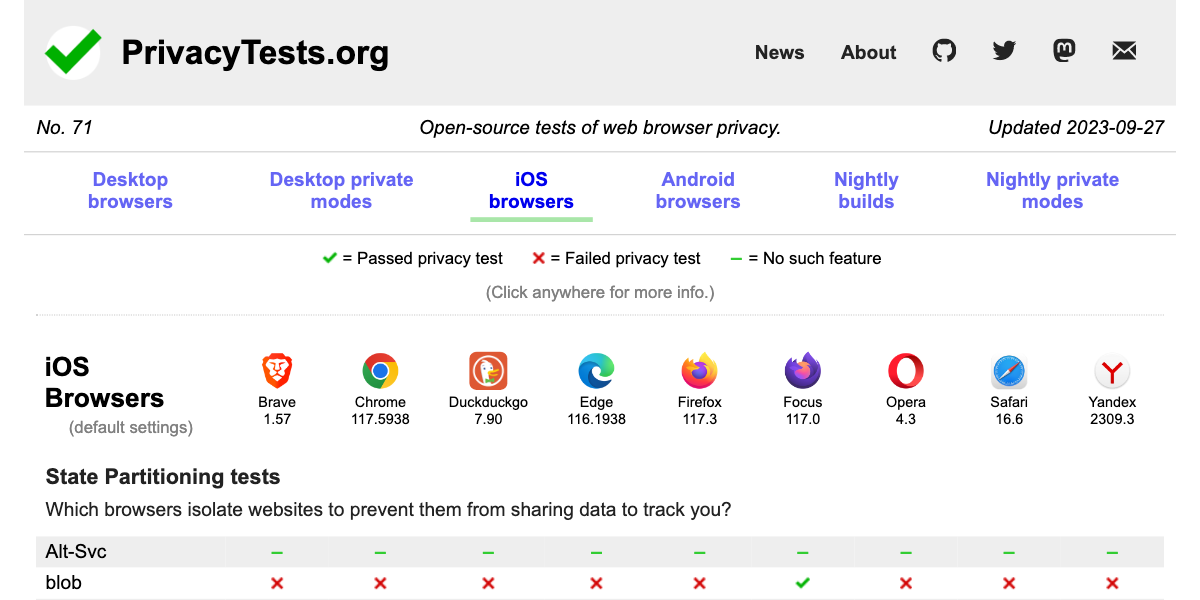 PrivacyTests.org
News About
No. 71 Open-source tests of web browser privacy. Updated 2023-09-27
Desktop browsers Desktop private modes iOS browsers Android browsers Nightly builds Nightly private modes
= Passed privacy test = Failed privacy test = No such feature
(Click anywhere for more info.)
iOS Browsers
(default settings)
Brave Chrome Duckduckgo Edge Firefox Focus Opera Safari Yandex
1.57 117.5938 7.90 116.1938 117.3 117.0 4.3 16.6 2309.3
State Partitioning tests
Which browsers isolate websites to prevent them from sharing data to track you?
Alt-Svc
blob